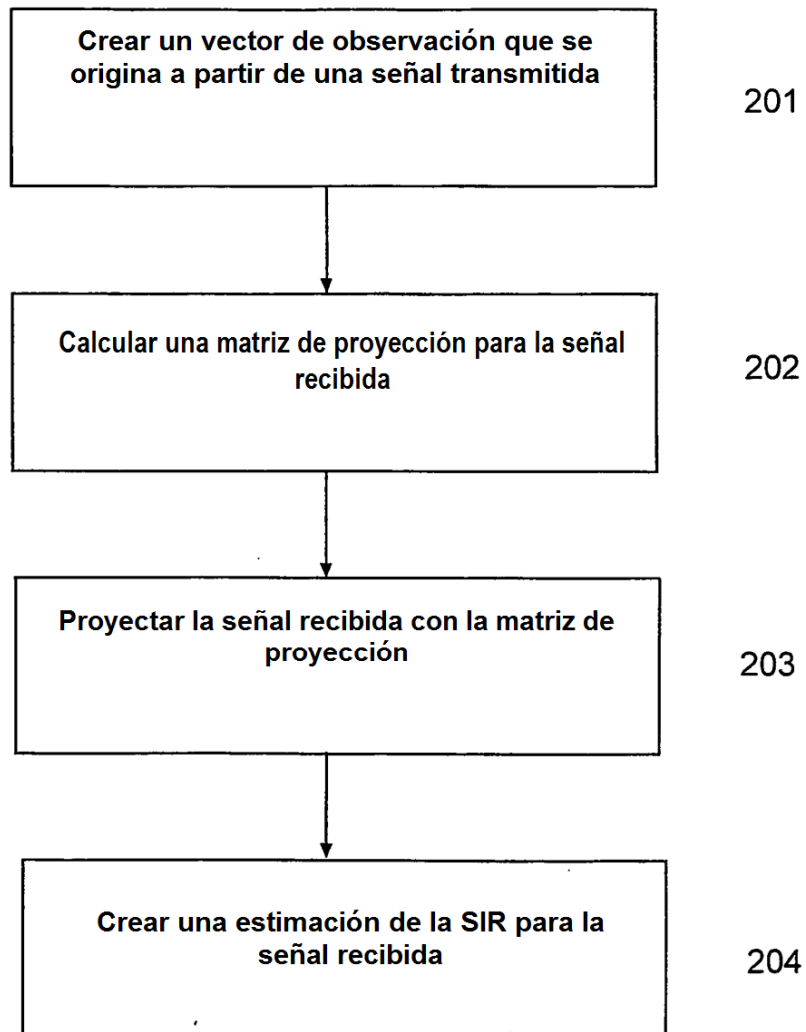 Crear un vector de observación que se
origina a partir de una señal transmitida
201
Calcular una matriz de proyección para la señal
recibida
202
Proyectar la señal recibida con la matriz de
proyección
203
Crear una estimación de la SIR para la
señal recibida
204